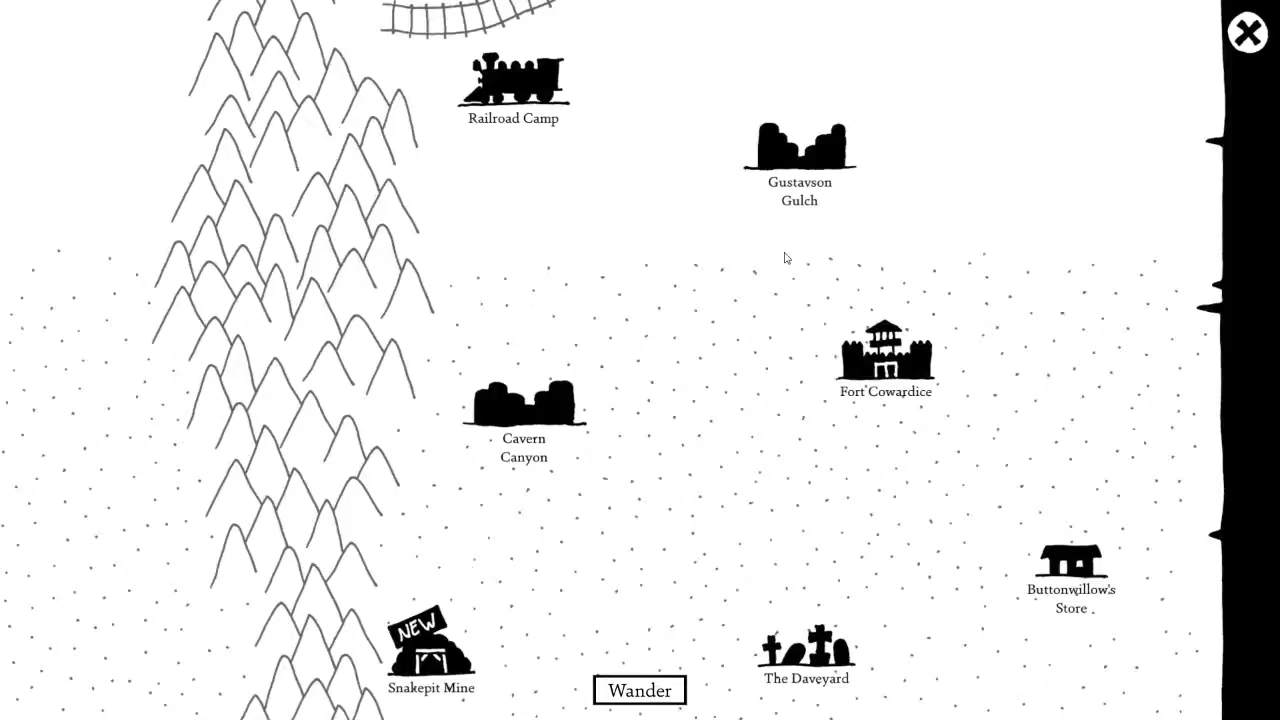 Railroad Camp
Gustavson
Gulch
Fort Cowardice
Cavern
Canyon
Buttonwillow's
Store
NEW
Snakepit Mine
The Daveyard
Wander